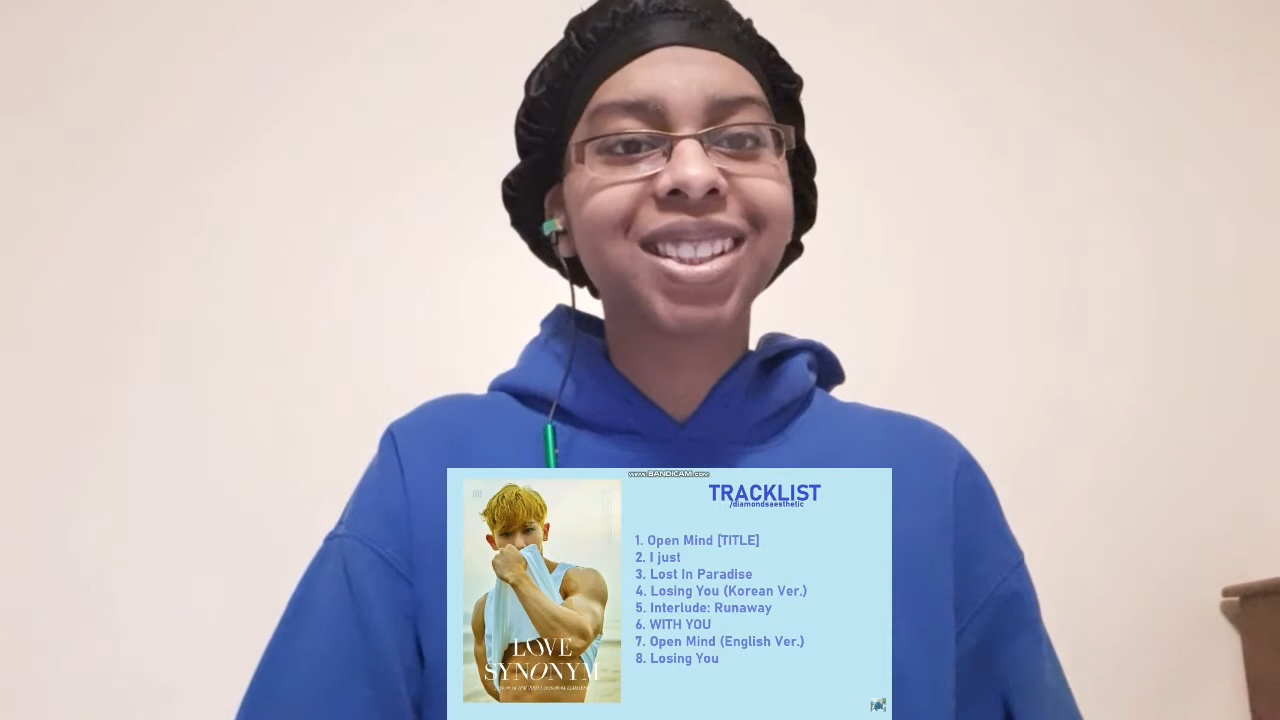 www.BANDICAM.com
TRACKLIST
/diamondsaesthetic
1. Open Mind [TITLE]
2. I just
3. Lost In Paradise
4. Losing You (Korean Ver.)
5. Interlude: Runaway
6. WITH YOU
7. Open Mind (English Ver.)
8. Losing You
LOVE
SYNONYM